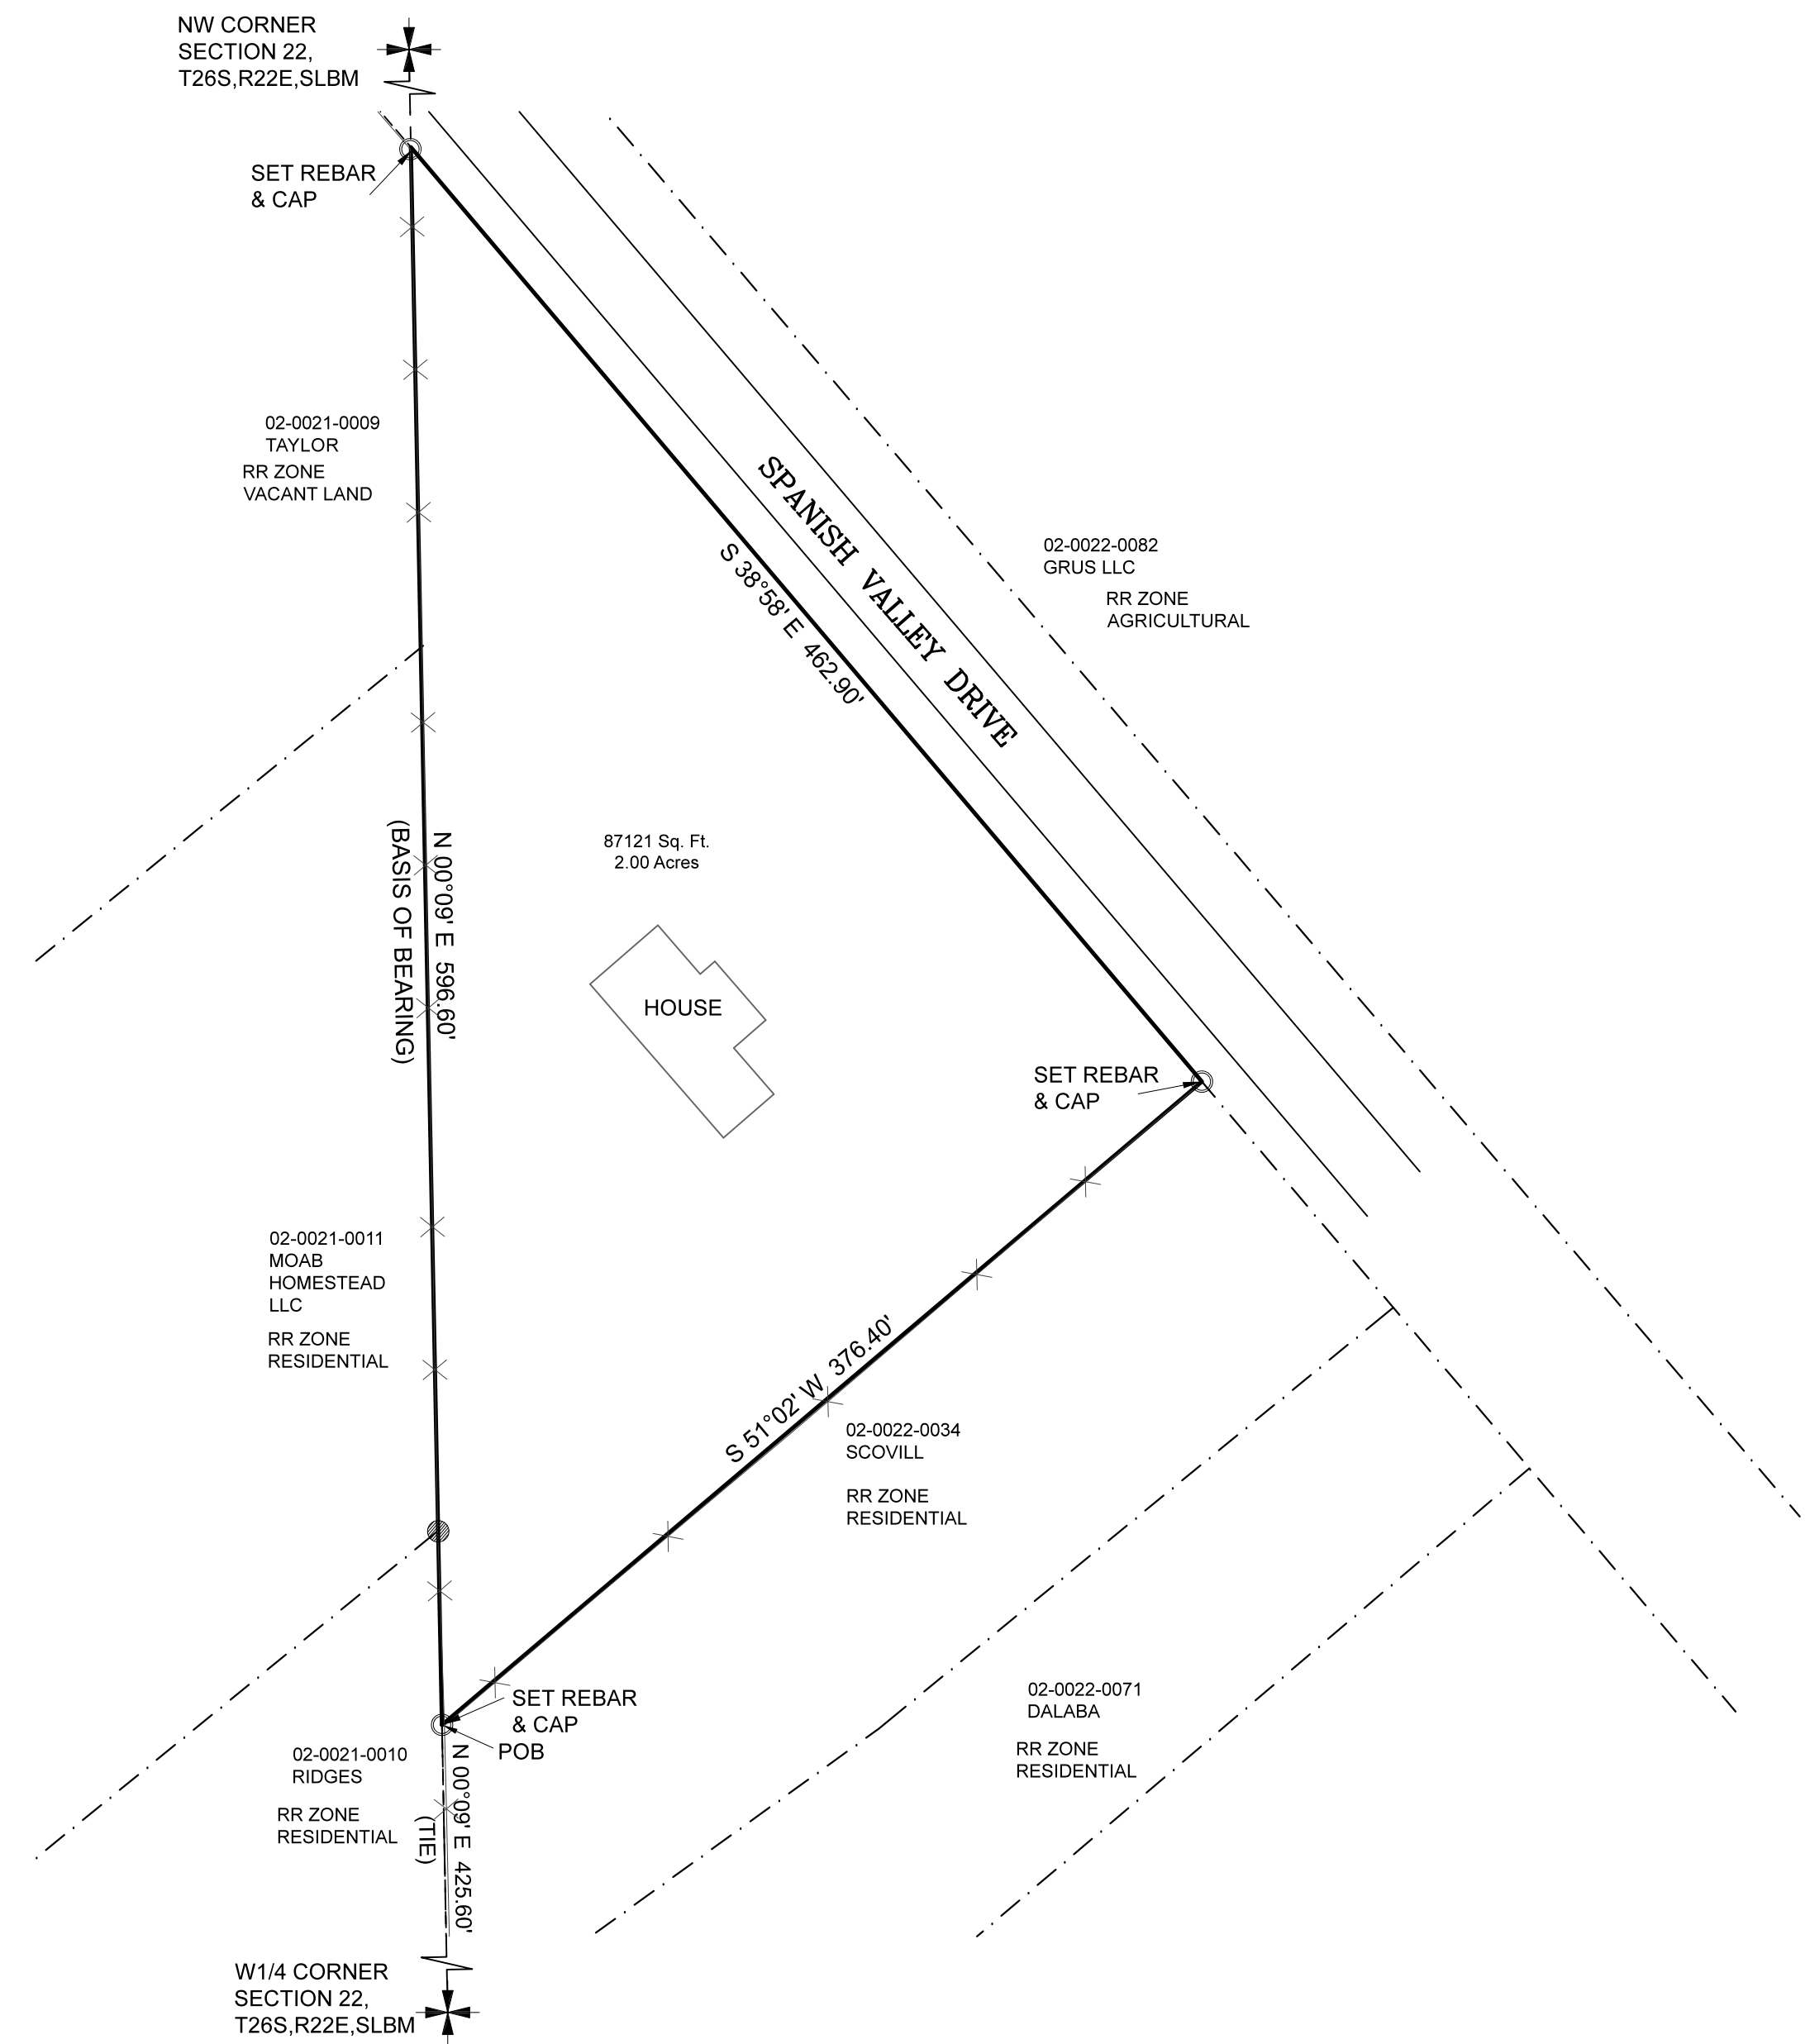 NW CORNER
SECTION 22,
T26S,R22E,SLBM
SET REBAR
& CAP
02-0021-0009
TAYLOR
RR ZONE
VACANT LAND
SPANISH VALLEY DRIVE
S 38°58' E 462.90'
02-0022-0082
GRUS LLC
RR ZONE
AGRICULTURAL
N 00°09' E 596.60'
(BASIS OF BEARING)
87121 Sq. Ft.
2.00 Acres
HOUSE
SET REBAR
& CAP
02-0021-0011
MOAB
HOMESTEAD
LLC
RR ZONE
RESIDENTIAL
S 51°02' W 376.40'
02-0022-0034
SCOVILL
RR ZONE
RESIDENTIAL
SET REBAR
& CAP
POB
02-0022-0071
DALABA
RR ZONE
RESIDENTIAL
02-0021-0010
RIDGES
RR ZONE
RESIDENTIAL
N 00°09' E 425.60'
(TIE)
W1/4 CORNER
SECTION 22,
T26S,R22E,SLBM